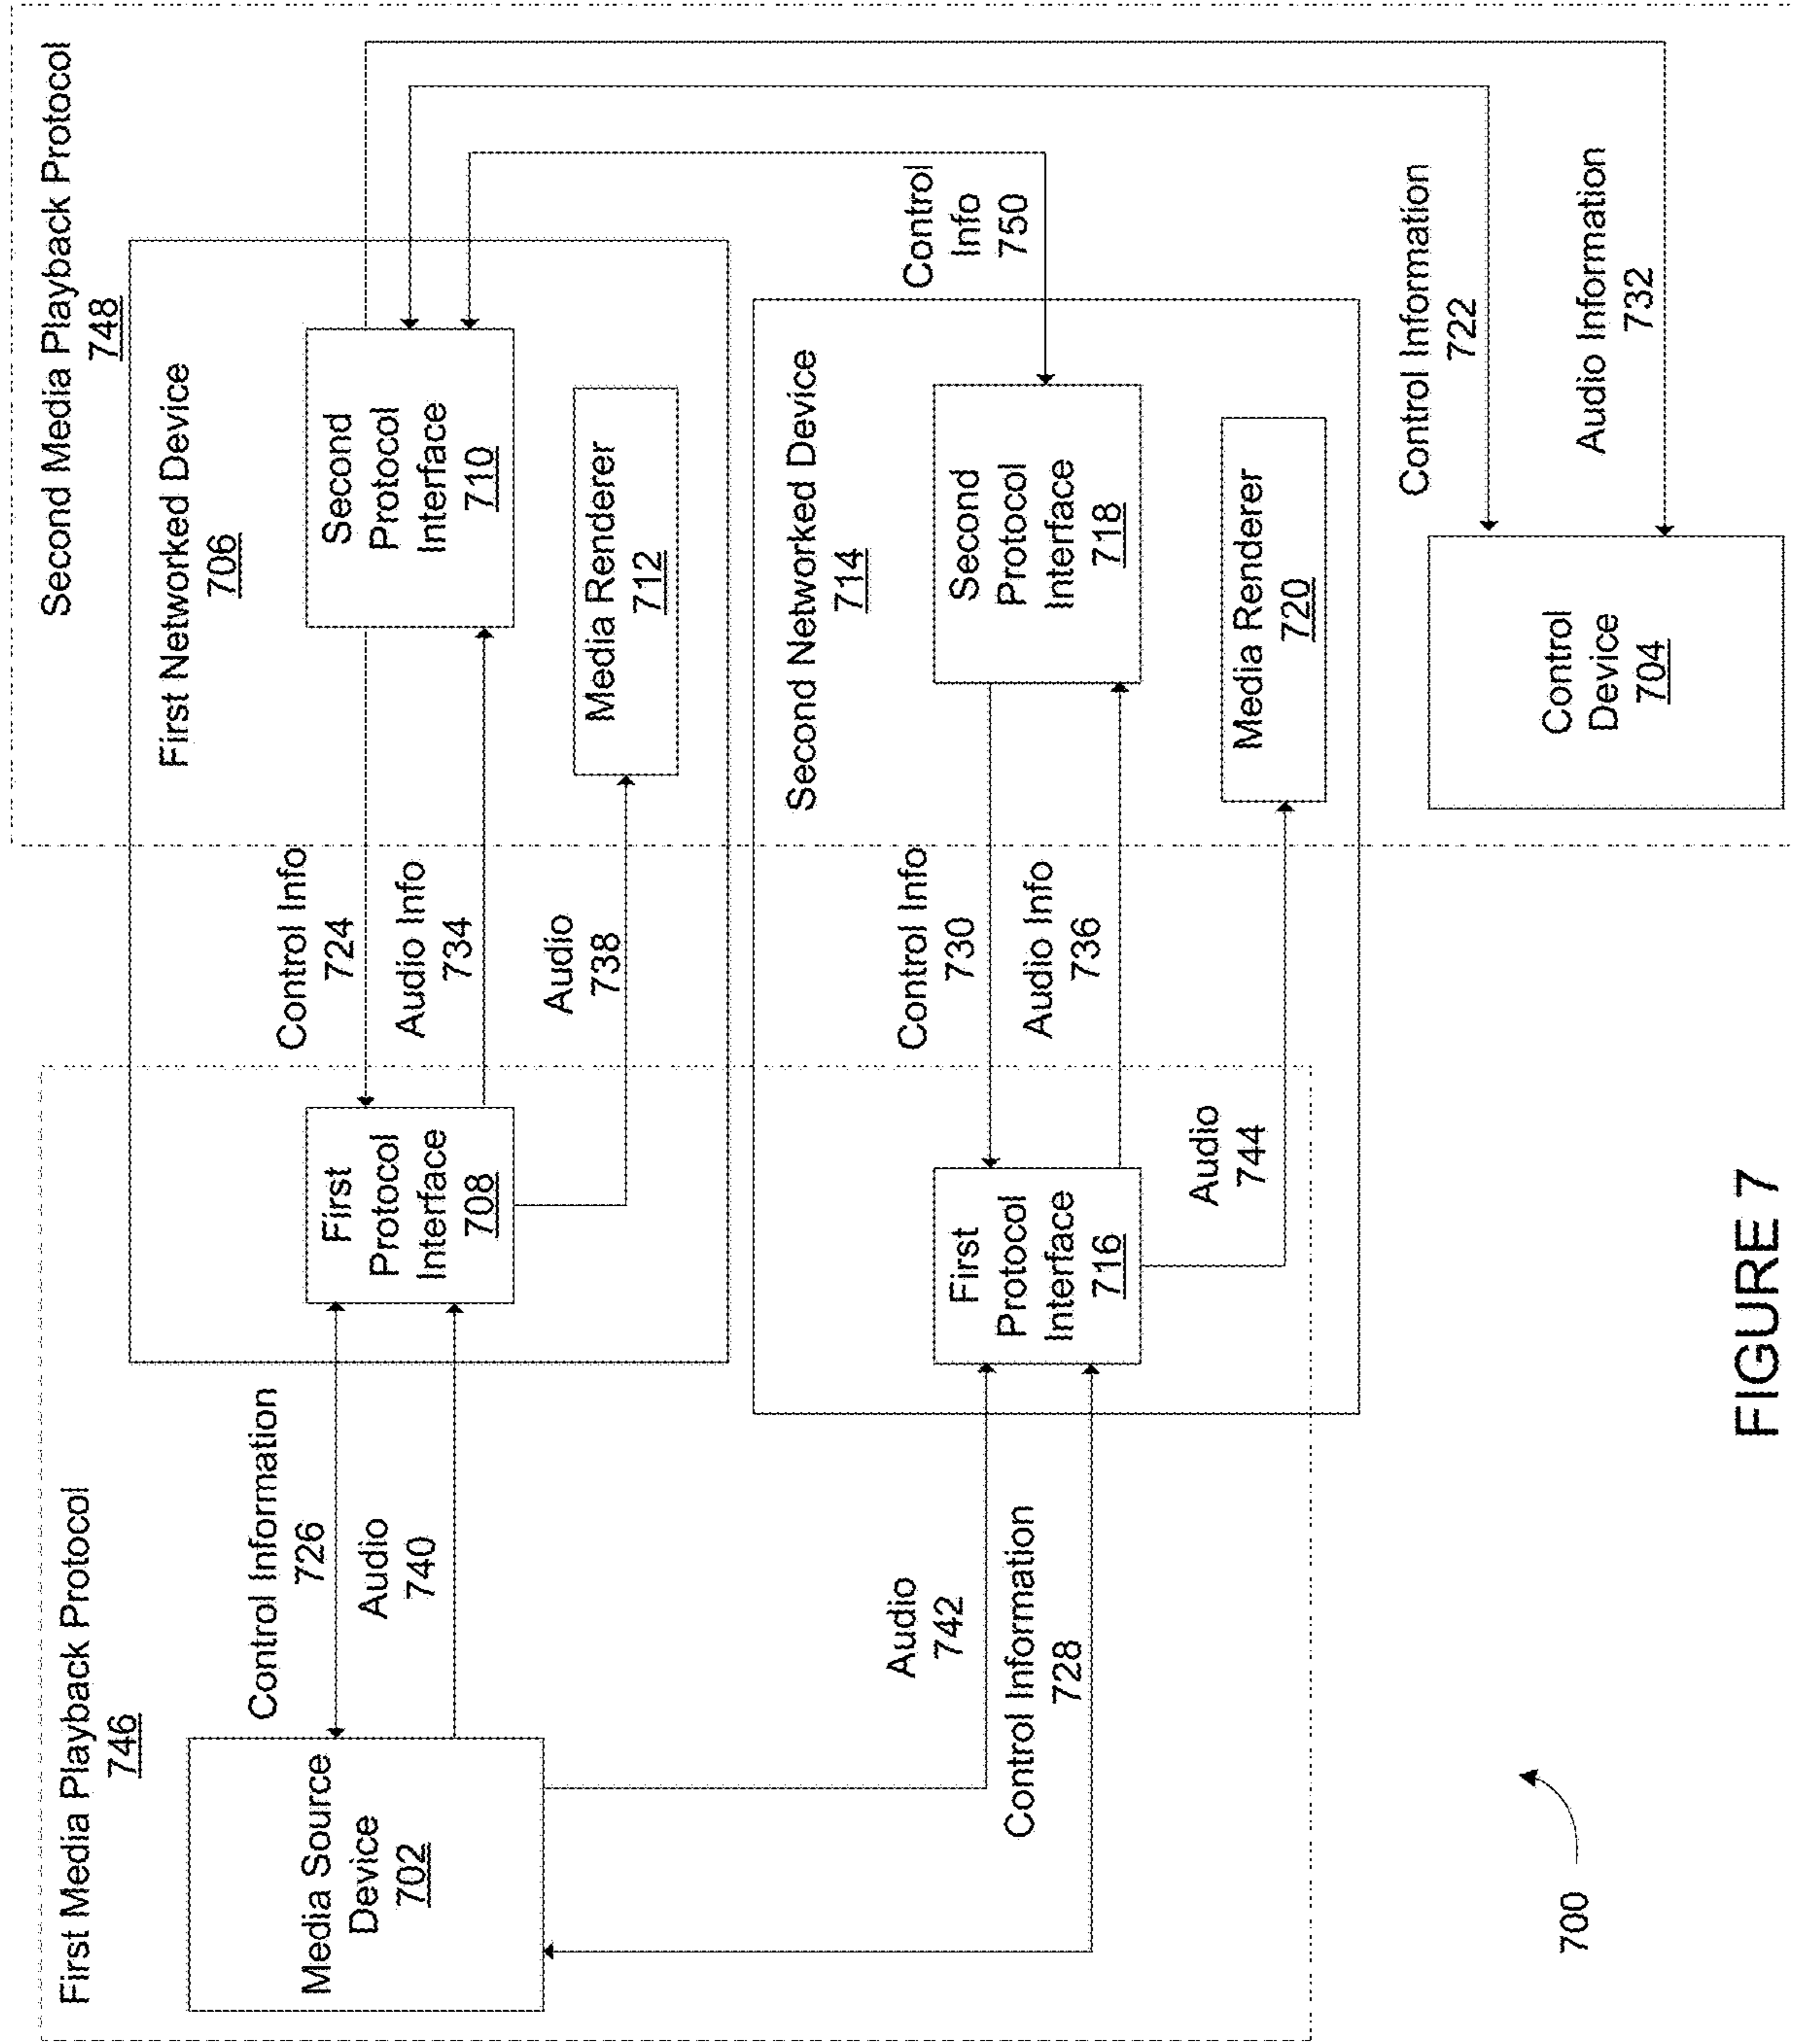 First Media Playback Protocol
746
Second Media Playback Protocol
748
Media Source
Device
702
Control Information
726
Audio
740
First Networked Device
706
First
Protocol
Interface
708
Control Info
724
Audio Info
734
Audio
738
Second
Protocol
Interface
710
Media Renderer
712
Audio
742
Control Information
728
Second Networked Device
714
First
Protocol
Interface
716
Control Info
730
Audio Info
736
Audio
744
Second
Protocol
Interface
718
Media Renderer
720
Control
Info
750
Control Information
722
Audio Information
732
Control
Device
704
700
FIGURE 7